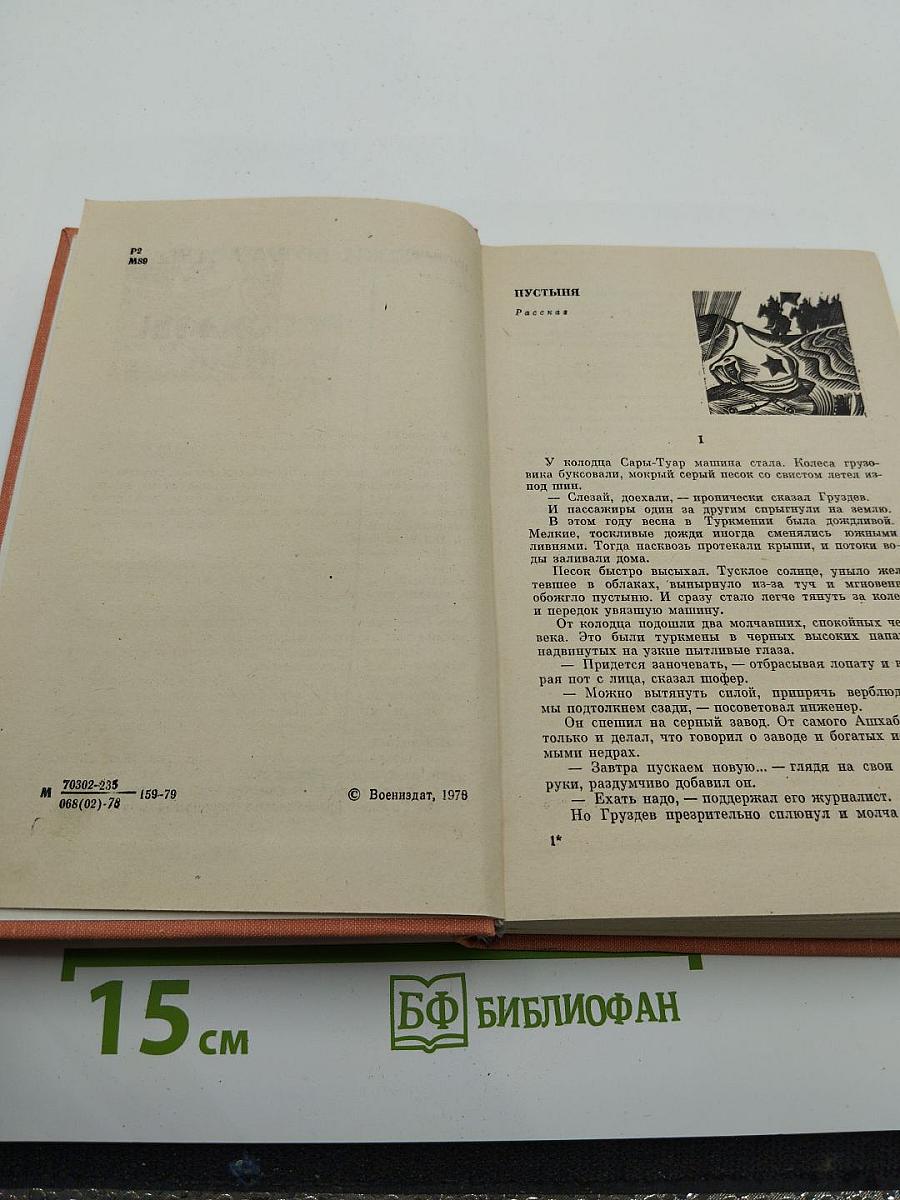 Р2
М89
М 70302-235
068(02)-78
159-79
© Воениздат, 1978
ПУСТЫНЯ
Рассказ
I
У колодца Сары-Туар машина стала. Колеса грузо-
вика буксовали, мокрый серый песок со свистом летел из-
под шин.
— Слезай, доехали, — иронически сказал Груздев.
И пассажиры один за другим спрыгнули на землю.
В этом году весна в Туркмении была дождливой.
Мелкие, тоскливые дожди иногда сменялись южными
ливнями. Тогда насквозь протекали крыши, и потоки во-
ды заливали дома.
Песок быстро высыхал. Тусклое солнце, уныло жел
тевшее в облаках, вынырнуло из-за туч и мгновенн
обожгло пустыню. И сразу стало легче тянуть за коле
и передок увязшую машину.
От колодца подошли два молчавших, спокойных че
века. Это были туркмены в черных высоких папа
надвинутых на узкие пытливые глаза.
— Придется заночевать, — отбрасывая лопату и в
рая пот с лица, сказал шофер.
— Можно вытянуть силой, припрячь верблюд
мы подтолкнем сзади, — посоветовал инженер.
Он спешил на серный завод. От самого Ашхаб
только и делал, что говорил о заводе и богатых и
мыми недрах.
— Завтра пускаем новую... — глядя на свои
руки, раздумчиво добавил он.
— Ехать надо, — поддержал его журналист.
Но Груздев презрительно сплюнул и молча
1*
15 см
БФ БИБЛИОФАН